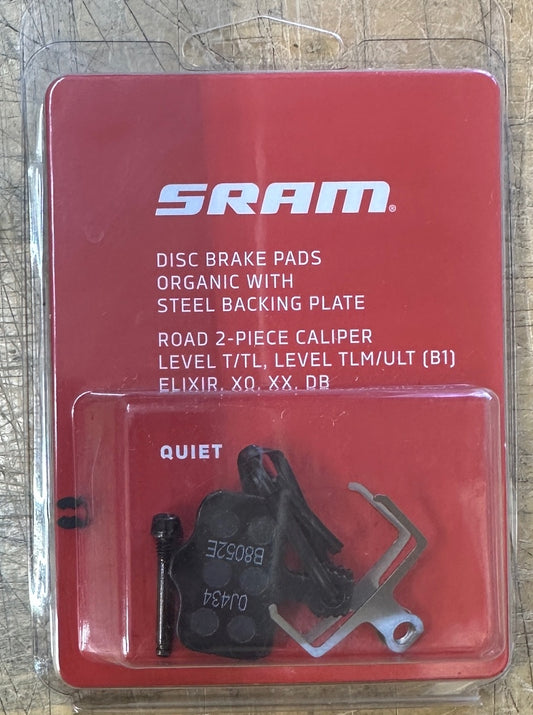 SRAM®
DISC BRAKE PADS
ORGANIC WITH
STEEL BACKING PLATE
ROAD 2-PIECE CALIPER
LEVEL T/TL, LEVEL TLM/ULT (B1)
ELIXIR, X0, XX, DB
QUIET
B8052E
0J434